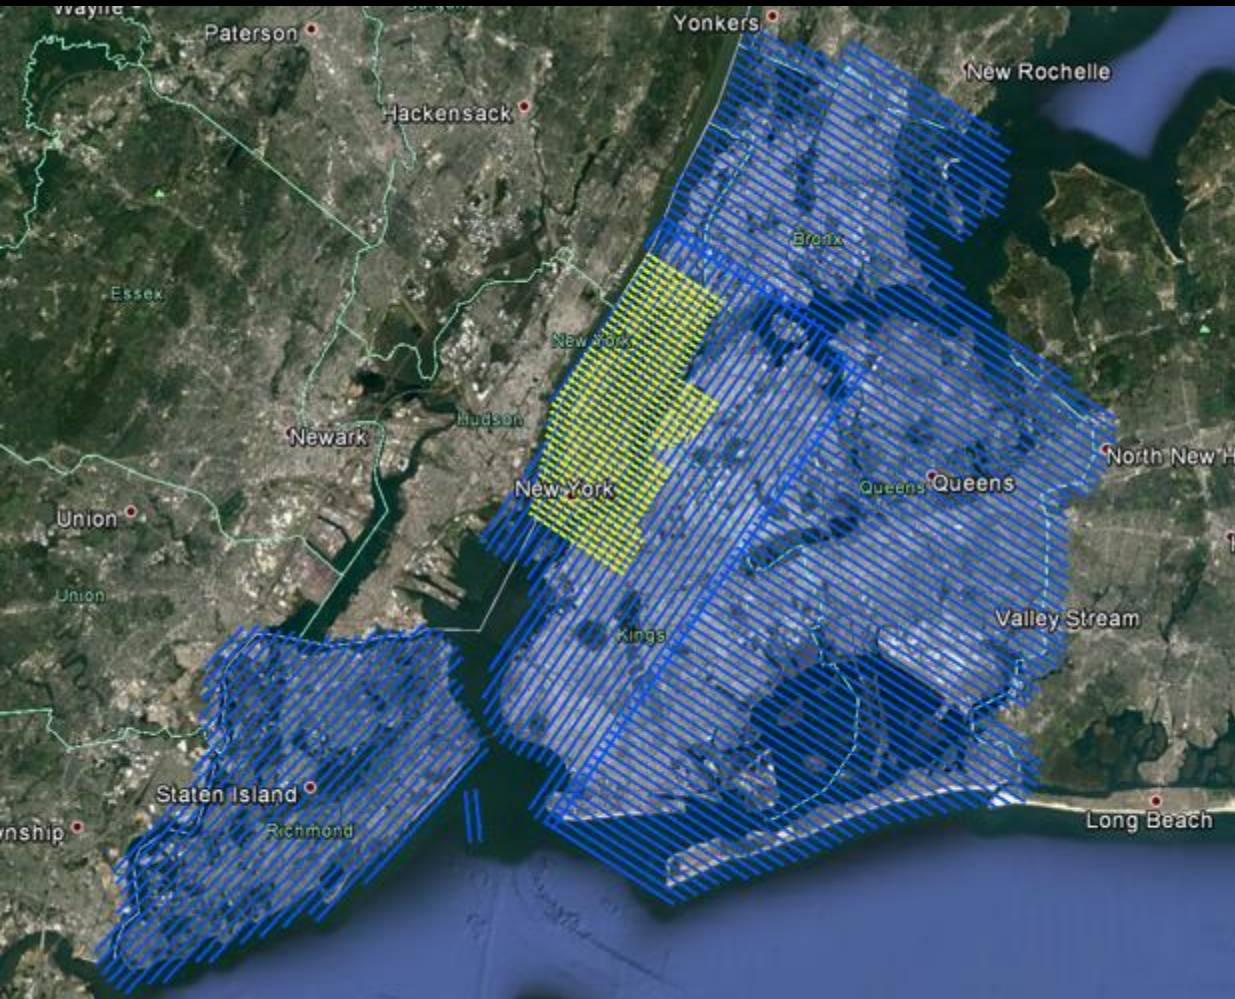 Wayne
Paterson
Yonkers
New Rochelle
Hackensack
Bronx
Essex
New York
Hudson
Newark
North New H
New York
Queens
Queens
Union
Union
Kings
Valley Stream
Staten Island
Richmond
wnship
Long Beach